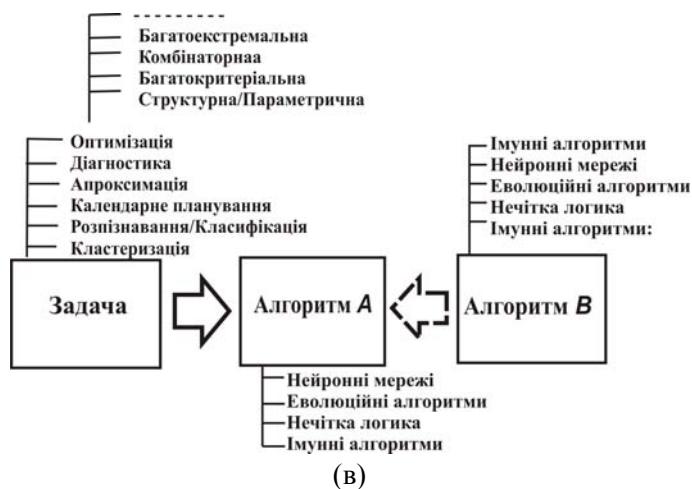 Багатоекстремальна
Комбінаторнаа
Багатокритеріальна
Структурна/Параметрична
Оптимізація
Діагностика
Апроксимація
Календарне планування
Розпізнавання/Класифікація
Кластеризація
Імунні алгоритми
Нейронні мережі
Еволюційні алгоритми
Нечітка логика
Імунні алгоритми:
Задача
Алгоритм А
Алгоритм В
Нейронні мережі
Еволюційні алгоритми
Нечітка логика
Імунні алгоритми
(в)